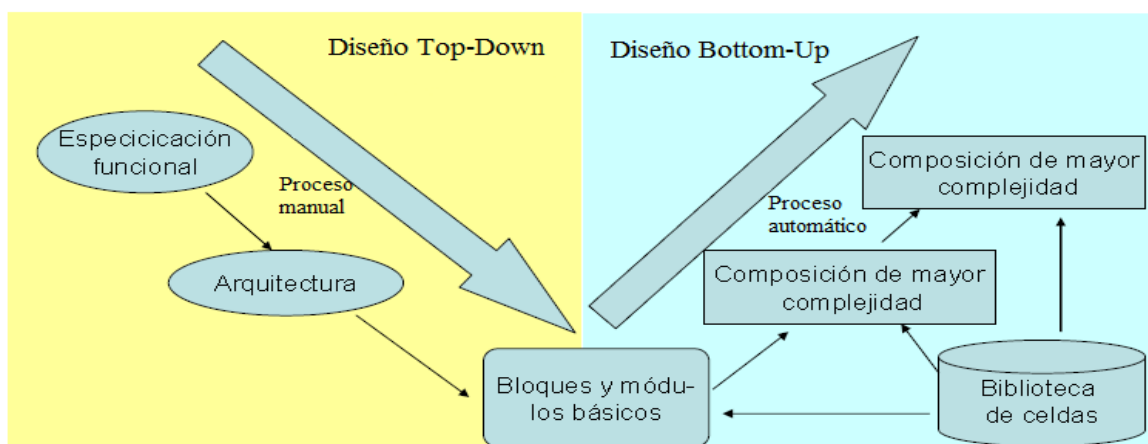 Diseño Top-Down
Especicicación
funcional
Proceso
manual
Arquitectura
Diseño Bottom-Up
Composición de mayor
complejidad
Proceso
automático
Composición de mayor
complejidad
Bloques y módu-
los básicos
Biblioteca
de celdas